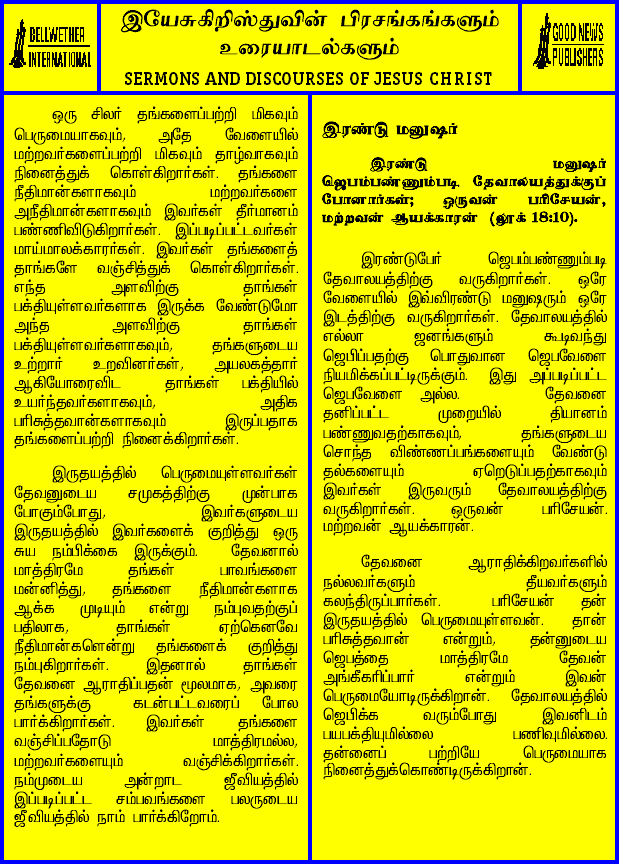 BELLWETHER
INTERNATIONAL
இயேசுகிறிஸ்துவின் பிரசங்கங்களும்
உரையாடல்களும்
SERMONS AND DISCOURSES OF JESUS CHRIST
GOOD NEWS
PUBLISHERS
ஒரு சிலர் தங்களைப்பற்றி மிகவும்
பெருமையாகவும், அதே வேளையில்
மற்றவர்களைப்பற்றி மிகவும் தாழ்வாகவும்
நினைத்துக் கொள்கிறார்கள். தங்களை
நீதிமான்களாகவும் மற்றவர்களை
அநீதிமான்களாகவும் இவர்கள் தீர்மானம்
பண்ணிவிடுகிறார்கள். இப்படிப்பட்டவர்கள்
மாய்மாலக்காரர்கள். இவர்கள் தங்களைத்
தாங்களே வஞ்சித்துக் கொள்கிறார்கள்.
எந்த அளவிற்கு தாங்கள்
பக்தியுள்ளவர்களாக இருக்க வேண்டுமோ
அந்த அளவிற்கு தாங்கள்
பக்தியுள்ளவர்களாகவும், தங்களுடைய
உற்றார் உறவினர்கள், அயலகத்தார்
ஆகியோரைவிட தாங்கள் பக்தியில்
உயர்ந்தவர்களாகவும், அதிக
பரிசுத்தவான்களாகவும் இருப்பதாக
தங்களைப்பற்றி நினைக்கிறார்கள்.
இருதயத்தில் பெருமையுள்ளவர்கள்
தேவனுடைய சமுகத்திற்கு முன்பாக
போகும்போது, இவர்களுடைய
இருதயத்தில் இவர்களைக் குறித்து ஒரு
சுய நம்பிக்கை இருக்கும். தேவனால்
மாத்திரமே தங்கள் பாவங்களை
மன்னித்து, தங்களை நீதிமான்களாக
ஆக்க முடியும் என்று நம்புவதற்குப்
பதிலாக, தாங்கள் ஏற்கெனவே
நீதிமான்களென்று தங்களைக் குறித்து
நம்புகிறார்கள். இதனால் தாங்கள்
தேவனை ஆராதிப்பதன் மூலமாக, அவரை
தங்களுக்கு கடன்பட்டவரைப் போல
பார்க்கிறார்கள். இவர்கள் தங்களை
வஞ்சிப்பதோடு மாத்திரமல்ல,
மற்றவர்களையும் வஞ்சிக்கிறார்கள்.
நம்முடைய அன்றாட ஜீவியத்தில்
இப்படிப்பட்ட சம்பவங்களை பலருடைய
ஜீவியத்தில் நாம் பார்க்கிறோம்.
இரண்டு மனுஷர்
இரண்டு மனுஷர்
ஜெபம்பண்ணும்படி தேவாலயத்துக்குப்
போனார்கள்; ஒருவன் பரிசேயன்,
மற்றவன் ஆயக்காரன் (லூக் 18:10).
இரண்டுபேர் ஜெபம்பண்ணும்படி
தேவாலயத்திற்கு வருகிறார்கள். ஒரே
வேளையில் இவ்விரண்டு மனுஷரும் ஒரே
இடத்திற்கு வருகிறார்கள். தேவாலயத்தில்
எல்லா ஜனங்களும் கூடிவந்து
ஜெபிப்பதற்கு பொதுவான ஜெபவேளை
நியமிக்கப்பட்டிருக்கும். இது அப்படிப்பட்ட
ஜெபவேளை அல்ல. தேவனை
தனிப்பட்ட முறையில் தியானம்
பண்ணுவதற்காகவும், தங்களுடைய
சொந்த விண்ணப்பங்களையும் வேண்டு
தல்களையும் ஏறெடுப்பதற்காகவும்
இவர்கள் இருவரும் தேவாலயத்திற்கு
வருகிறார்கள். ஒருவன் பரிசேயன்.
மற்றவன் ஆயக்காரன்.
தேவனை ஆராதிக்கிறவர்களில்
நல்லவர்களும் தீயவர்களும்
கலந்திருப்பார்கள். பரிசேயன் தன்
இருதயத்தில் பெருமையுள்ளவன். தான்
பரிசுத்தவான் என்றும், தன்னுடைய
ஜெபத்தை மாத்திரமே தேவன்
அங்கீகரிப்பார் என்றும் இவன்
பெருமையோடிருக்கிறான். தேவாலயத்தில்
ஜெபிக்க வரும்போது இவனிடம்
பயபக்தியுமில்லை பணிவுமில்லை.
தன்னைப் பற்றியே பெருமையாக
நினைத்துக்கொண்டிருக்கிறான்.